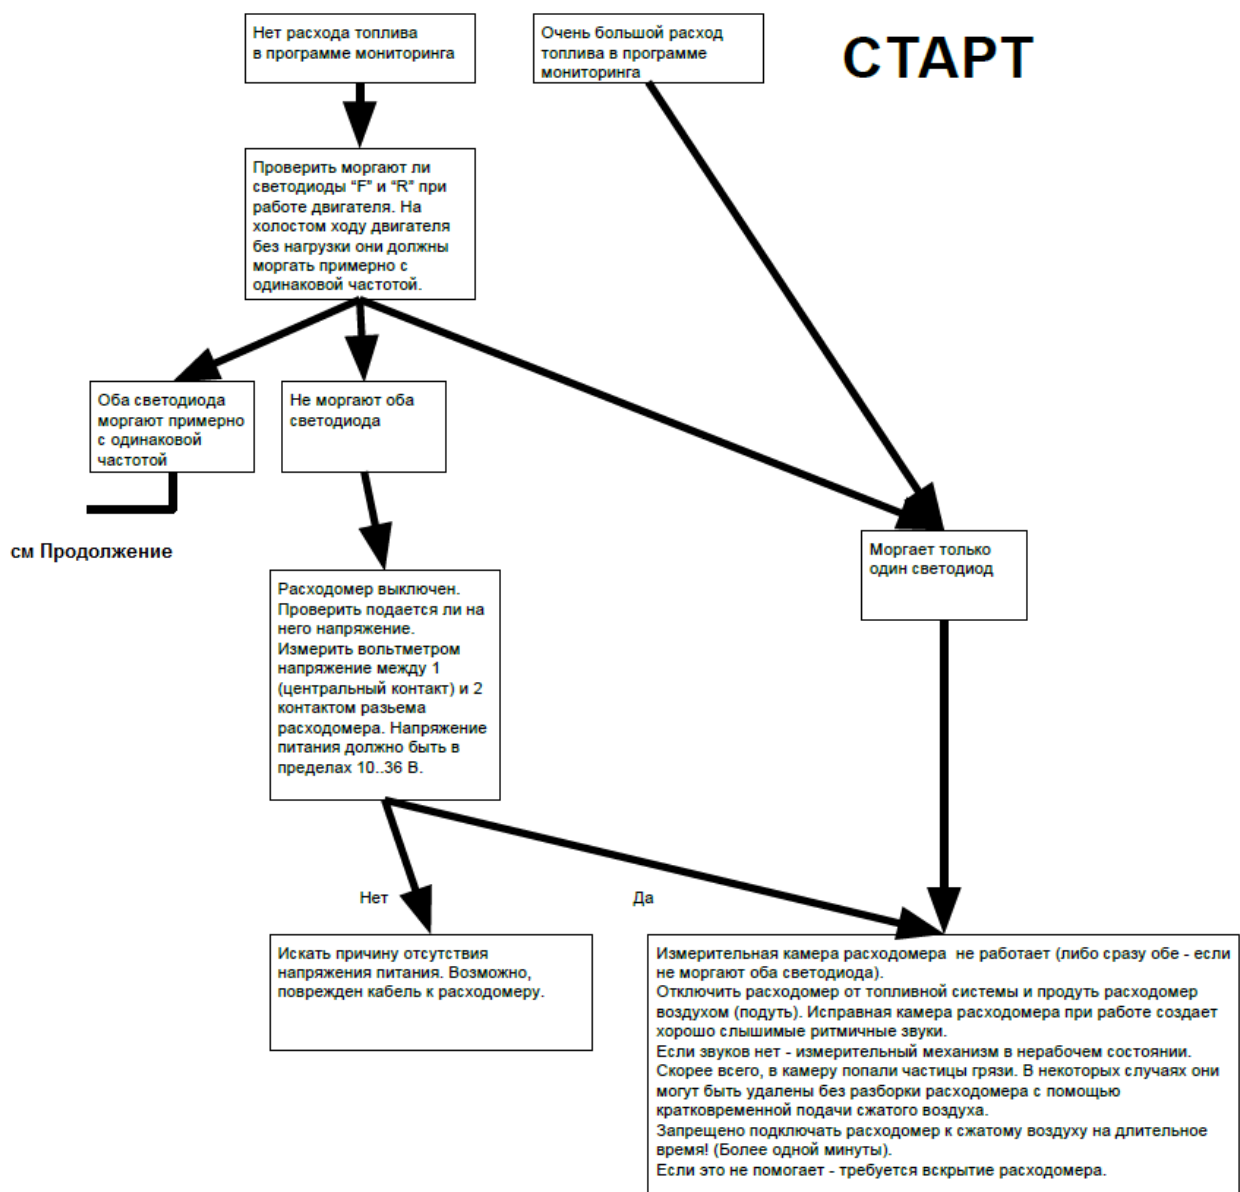 Нет расхода топлива
в программе мониторинга
Очень большой расход
топлива в программе
мониторинга
СТАРТ
Проверить моргают ли
светодиоды “F” и “R” при
работе двигателя. На
холостом ходу двигателя
без нагрузки они должны
моргать примерно с
одинаковой частотой.
Оба светодиода
моргают примерно
с одинаковой
частотой
Не моргают оба
светодиода
см Продолжение
Моргает только
один светодиод
Расходомер выключен.
Проверить подается ли на
него напряжение.
Измерить вольтметром
напряжение между 1
(центральный контакт) и 2
контактом разьема
расходомера. Напряжение
питания должно быть в
пределах 10..36 В.
Нет
Да
Искать причину отсутствия
напряжения питания. Возможно,
поврежден кабель к расходомеру.
Измерительная камера расходомера не работает (либо сразу обе - если
не моргают оба светодиода).
Отключить расходомер от топливной системы и продуть расходомер
воздухом (подуть). Исправная камера расходомера при работе создает
хорошо слышимые ритмичные звуки.
Если звуков нет - измерительный механизм в нерабочем состоянии.
Скорее всего, в камеру попали частицы грязи. В некоторых случаях они
могут быть удалены без разборки расходомера с помощью
кратковременной подачи сжатого воздуха.
Запрещено подключать расходомер к сжатому воздуху на длительное
время! (Более одной минуты).
Если это не помогает - требуется вскрытие расходомера.